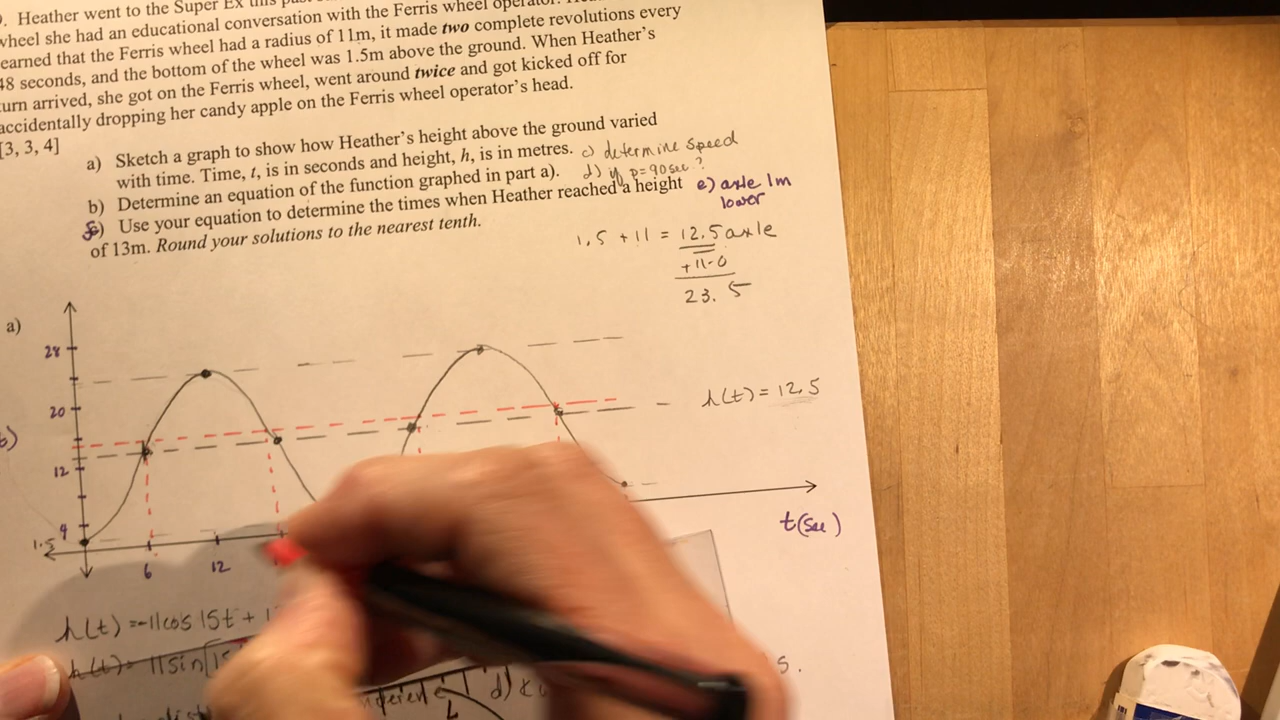 . Heather went to the Super Ex this
wheel she had an educational conversation with the Ferris wheel operator.
earned that the Ferris wheel had a radius of 11m, it made two complete revolutions every
48 seconds, and the bottom of the wheel was 1.5m above the ground. When Heather's
turn arrived, she got on the Ferris wheel, went around twice and got kicked off for
accidentally dropping her candy apple on the Ferris wheel operator's head.
[3, 3, 4]
a) Sketch a graph to show how Heather's height above the ground varied
with time. Time, t, is in seconds and height, h, is in metres. c) determine speed
b) Determine an equation of the function graphed in part a). d) if p=90sec.?
Use your equation to determine the times when Heather reached a height e) axle 1m
lower
of 13m. Round your solutions to the nearest tenth.
1.5 + 11 = 12.5 axle
+11.0
23.5
a)
28
20
h(t) = 12.5
b)
12
4
1.5
t(sec)
6
12
h(t) = -11cos 15t + 1
h(t) = 11sin[15
s.
d)